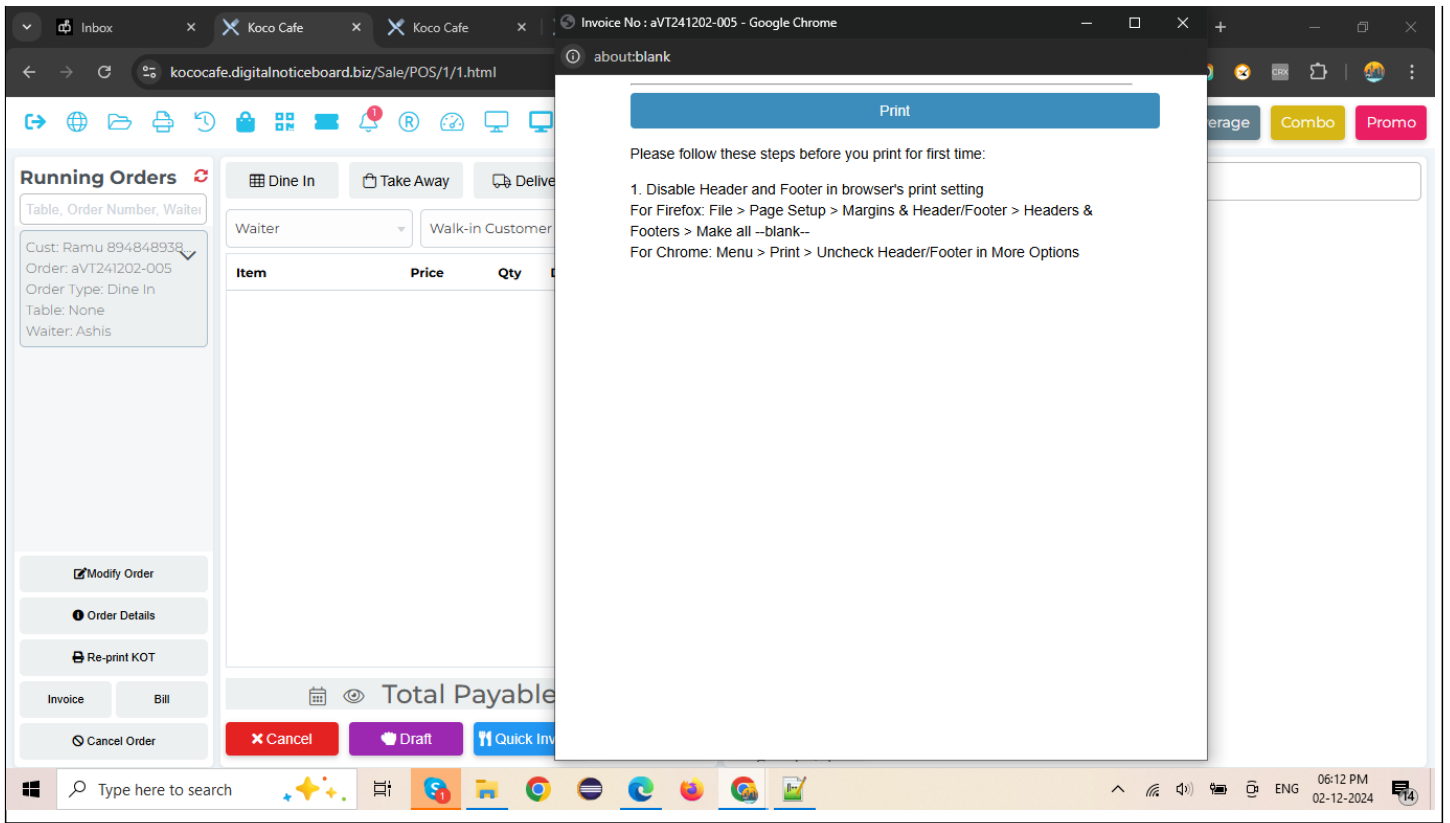 Inbox
Koco Cafe
Koco Cafe
Invoice No : aVT241202-005 - Google Chrome
about:blank
kococafe.digitalnoticeboard.biz/Sale/POS/1/1.html
CRX
1
R
Combo
Promo
Print
Please follow these steps before you print for first time:
1. Disable Header and Footer in browser's print setting
For Firefox: File > Page Setup > Margins & Header/Footer > Headers &
Footers > Make all --blank--
For Chrome: Menu > Print > Uncheck Header/Footer in More Options
Running Orders
Table, Order Number, Waiter
Cust: Ramu 894848938...
Order: aVT241202-005
Order Type: Dine In
Table: None
Waiter: Ashis
Dine In
Take Away
Waiter
Walk-in Customer
Item Price Qty
Modify Order
Order Details
Re-print KOT
Invoice
Bill
Cancel Order
Total Payable
Cancel
Draft
Quick Inv
Type here to search
ENG
06:12 PM
02-12-2024
14